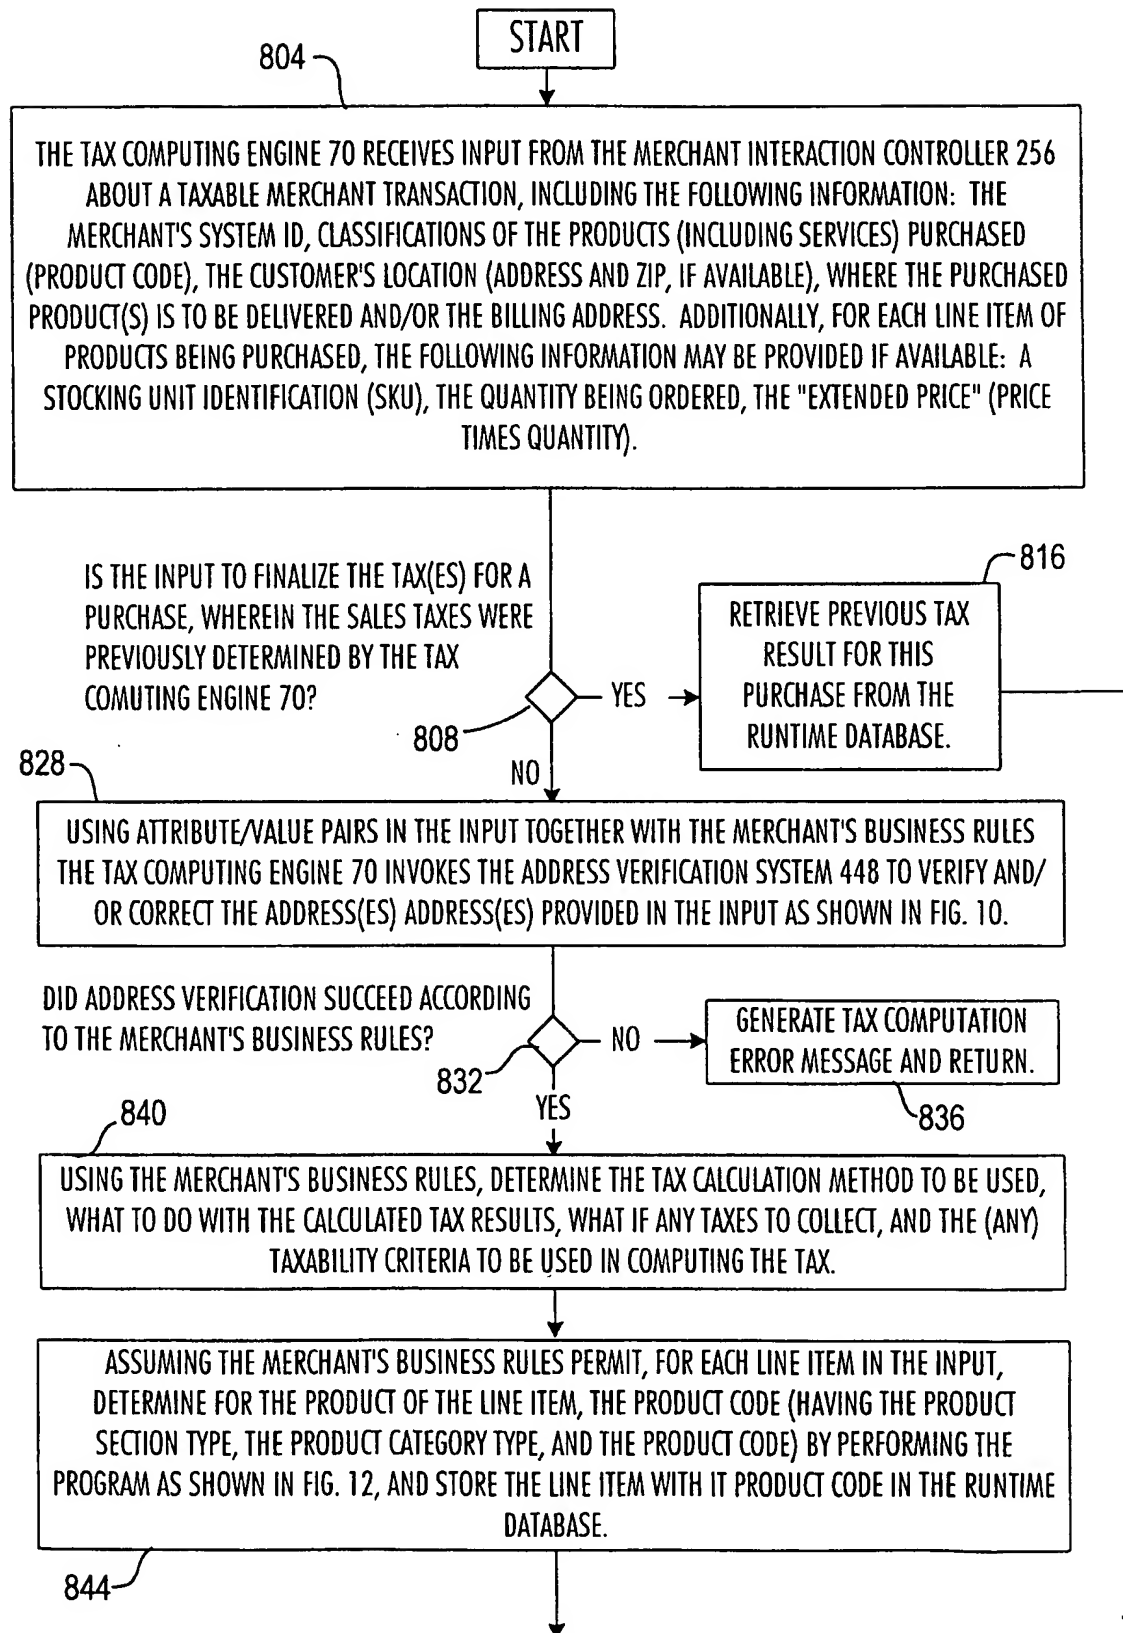 START
804
THE TAX COMPUTING ENGINE 70 RECEIVES INPUT FROM THE MERCHANT INTERACTION CONTROLLER 256
ABOUT A TAXABLE MERCHANT TRANSACTION, INCLUDING THE FOLLOWING INFORMATION: THE
MERCHANT'S SYSTEM ID, CLASSIFICATIONS OF THE PRODUCTS (INCLUDING SERVICES) PURCHASED
(PRODUCT CODE), THE CUSTOMER'S LOCATION (ADDRESS AND ZIP, IF AVAILABLE), WHERE THE PURCHASED
PRODUCT(S) IS TO BE DELIVERED AND/OR THE BILLING ADDRESS. ADDITIONALLY, FOR EACH LINE ITEM OF
PRODUCTS BEING PURCHASED, THE FOLLOWING INFORMATION MAY BE PROVIDED IF AVAILABLE: A
STOCKING UNIT IDENTIFICATION (SKU), THE QUANTITY BEING ORDERED, THE "EXTENDED PRICE" (PRICE
TIMES QUANTITY).
IS THE INPUT TO FINALIZE THE TAX(ES) FOR A
PURCHASE, WHEREIN THE SALES TAXES WERE
PREVIOUSLY DETERMINED BY THE TAX
COMUTING ENGINE 70?
808
YES
816
RETRIEVE PREVIOUS TAX
RESULT FOR THIS
PURCHASE FROM THE
RUNTIME DATABASE.
NO
828
USING ATTRIBUTE/VALUE PAIRS IN THE INPUT TOGETHER WITH THE MERCHANT'S BUSINESS RULES
THE TAX COMPUTING ENGINE 70 INVOKES THE ADDRESS VERIFICATION SYSTEM 448 TO VERIFY AND/
OR CORRECT THE ADDRESS(ES) ADDRESS(ES) PROVIDED IN THE INPUT AS SHOWN IN FIG. 10.
DID ADDRESS VERIFICATION SUCCEED ACCORDING
TO THE MERCHANT'S BUSINESS RULES?
832
NO
GENERATE TAX COMPUTATION
ERROR MESSAGE AND RETURN.
836
YES
840
USING THE MERCHANT'S BUSINESS RULES, DETERMINE THE TAX CALCULATION METHOD TO BE USED,
WHAT TO DO WITH THE CALCULATED TAX RESULTS, WHAT IF ANY TAXES TO COLLECT, AND THE (ANY)
TAXABILITY CRITERIA TO BE USED IN COMPUTING THE TAX.
ASSUMING THE MERCHANT'S BUSINESS RULES PERMIT, FOR EACH LINE ITEM IN THE INPUT,
DETERMINE FOR THE PRODUCT OF THE LINE ITEM, THE PRODUCT CODE (HAVING THE PRODUCT
SECTION TYPE, THE PRODUCT CATEGORY TYPE, AND THE PRODUCT CODE) BY PERFORMING THE
PROGRAM AS SHOWN IN FIG. 12, AND STORE THE LINE ITEM WITH IT PRODUCT CODE IN THE RUNTIME
DATABASE.
844